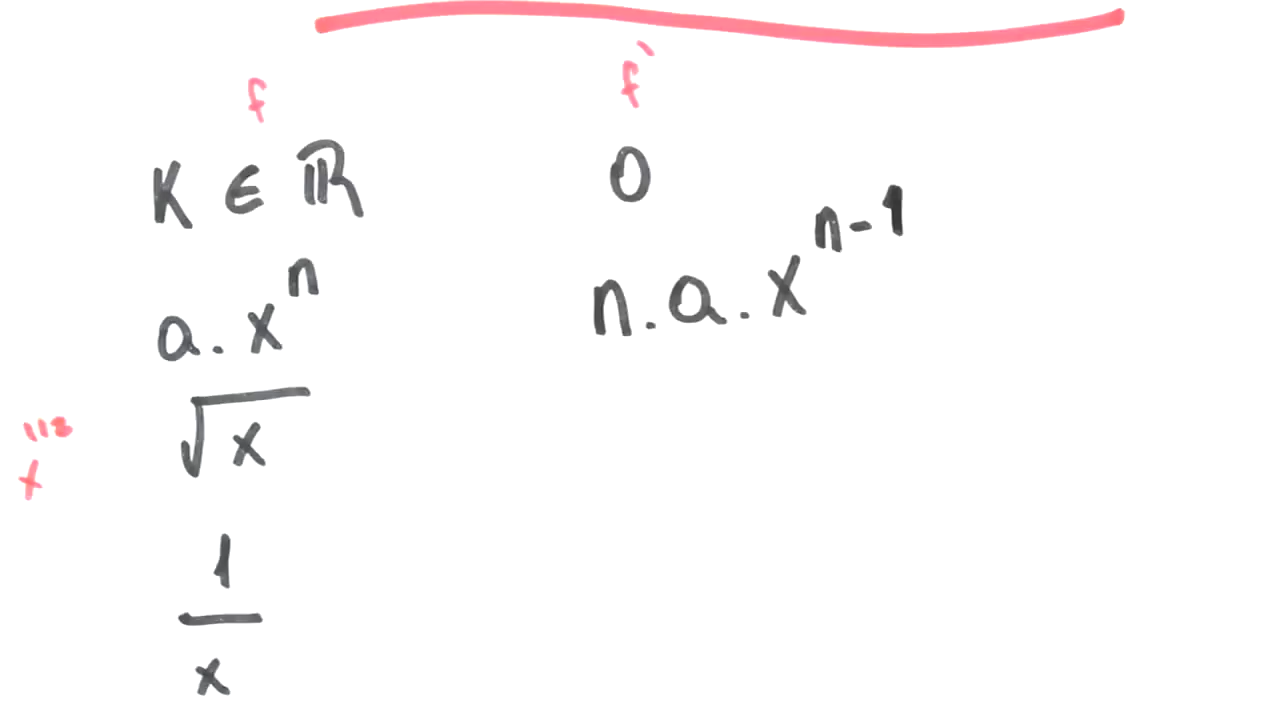 f f`
K ∈ ℝ 0
a . x^n n . a . x^(n-1)
√x
x^(1/2)
1
—
x